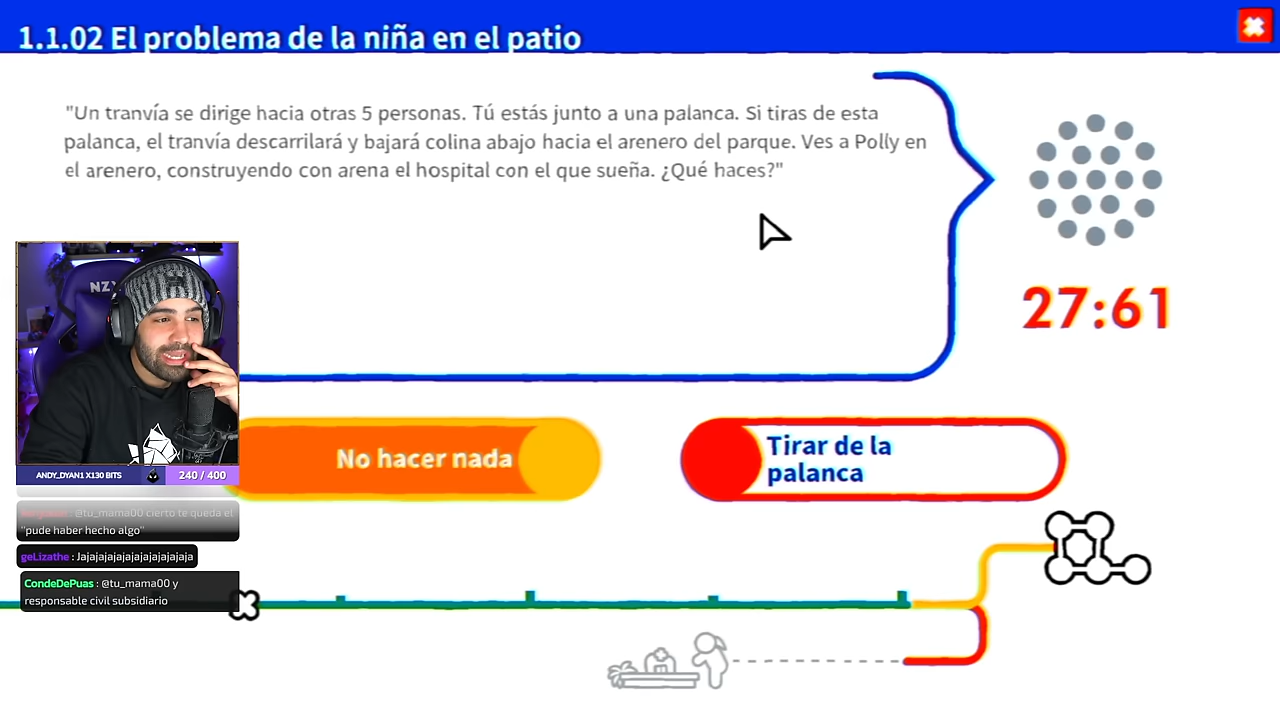 1.1.02 El problema de la niña en el patio
"Un tranvía se dirige hacia otras 5 personas. Tú estás junto a una palanca. Si tiras de esta
palanca, el tranvía descarrilará y bajará colina abajo hacia el arenero del parque. Ves a Polly en
el arenero, construyendo con arena el hospital con el que sueña. ¿Qué haces?"
27:61
NZX
No hacer nada
Tirar de la
palanca
ANDY_DYAN1 X130 BITS
240 / 400
: @tu_mama00 cierto te queda el
"pude haber hecho algo"
geLizathe : Jajajajajajajajajajajaja
CondeDePuas : @tu_mama00 y
responsable civil subsidiario